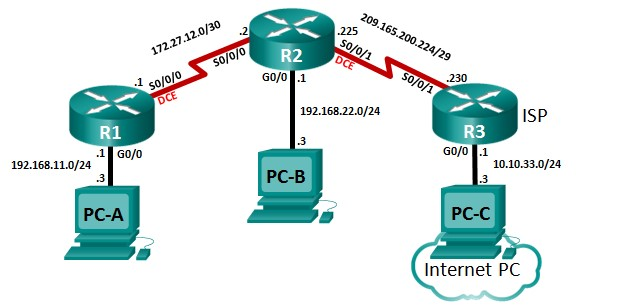 209.165.200.224/29
172.27.12.0/30
.2
.225
R2
S0/0/1
S0/0/0
DCE
G0/0
.1
.1
S0/0/0
DCE
R1
S0/0/1
.230
R3
ISP
192.168.22.0/24
.1
G0/0
192.168.11.0/24
.3
.3
G0/0
.1
10.10.33.0/24
.3
PC-A
PC-B
PC-C
Internet PC